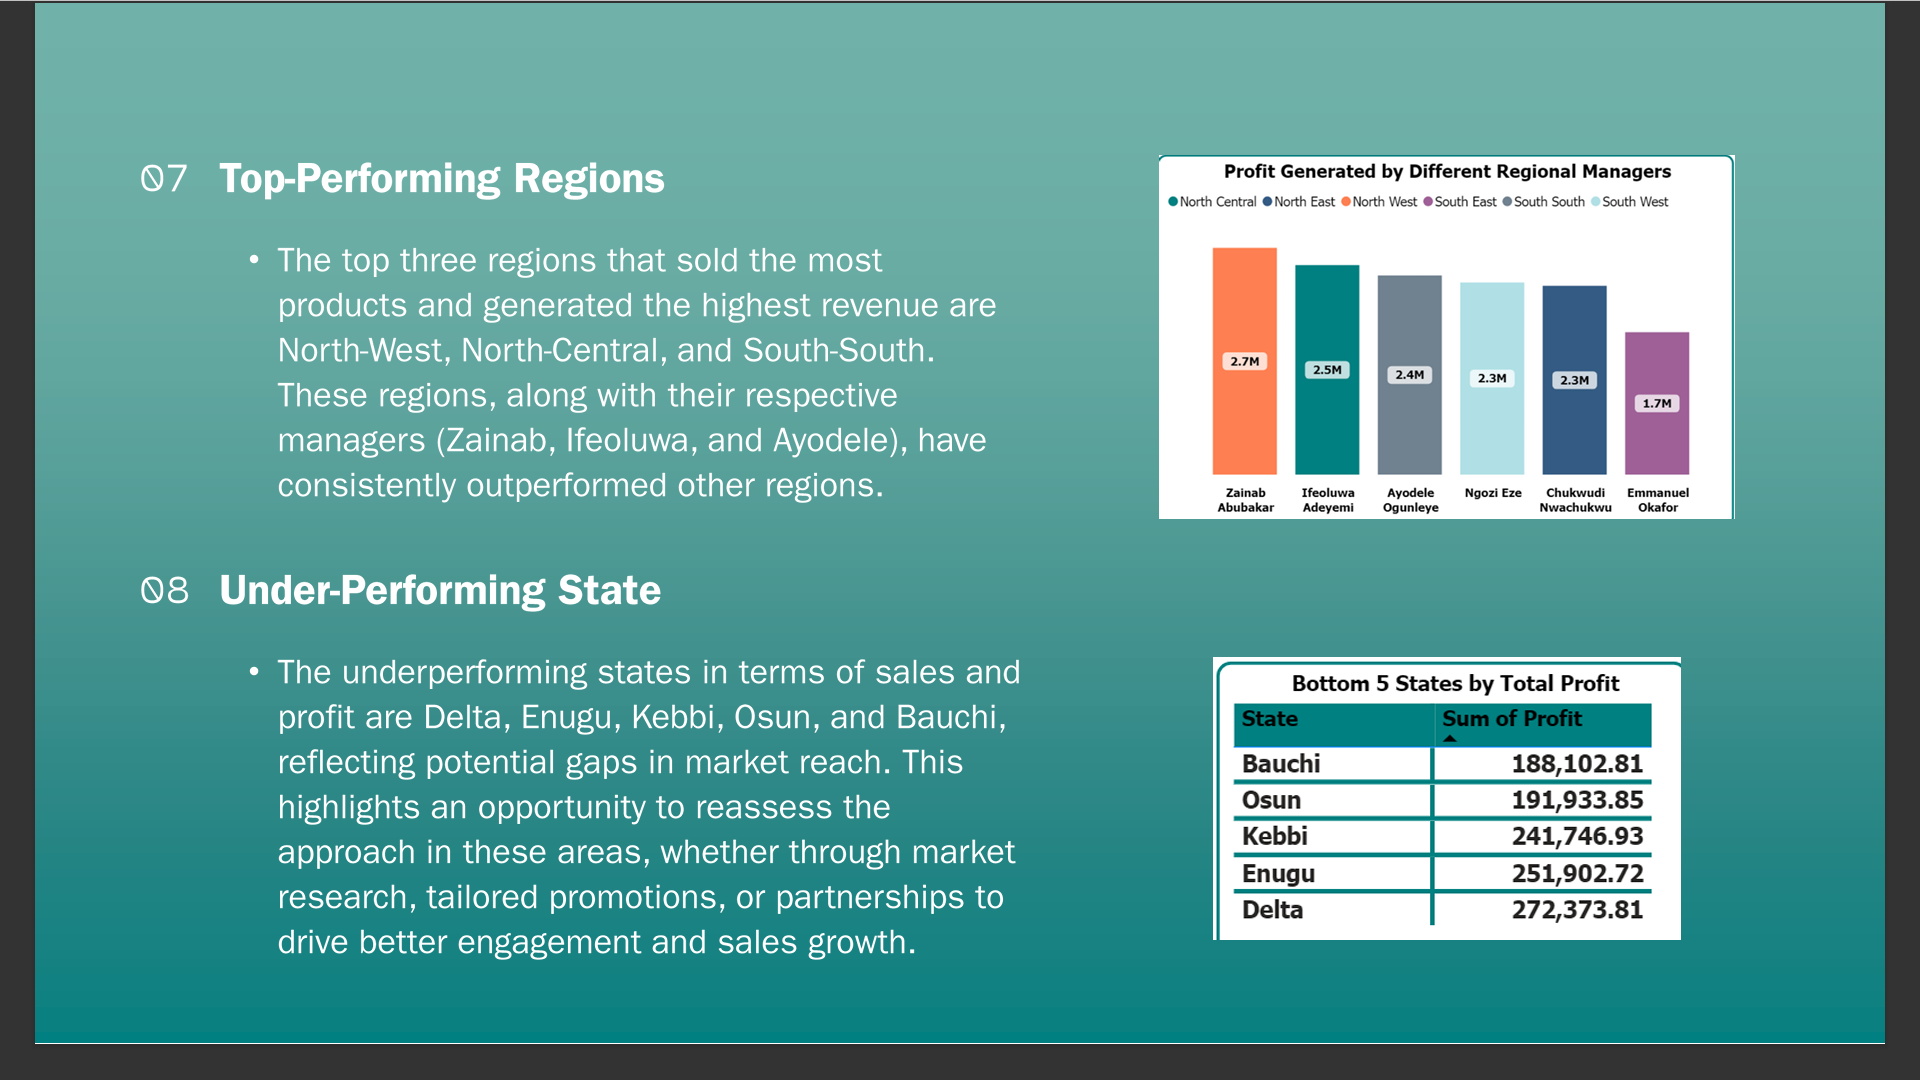 07 Top-Performing Regions
• The top three regions that sold the most
products and generated the highest revenue are
North-West, North-Central, and South-South.
These regions, along with their respective
managers (Zainab, Ifeoluwa, and Ayodele), have
consistently outperformed other regions.
Profit Generated by Different Regional Managers
North Central North East North West South East South South South West
2.7M 2.5M 2.4M 2.3M 2.3M 1.7M
Zainab Ifeoluwa Ayodele Ngozi Eze Chukwudi Emmanuel
Abubakar Adeyemi Ogunleye Nwachukwu Okafor
08 Under-Performing State
• The underperforming states in terms of sales and
profit are Delta, Enugu, Kebbi, Osun, and Bauchi,
reflecting potential gaps in market reach. This
highlights an opportunity to reassess the
approach in these areas, whether through market
research, tailored promotions, or partnerships to
drive better engagement and sales growth.
Bottom 5 States by Total Profit
State Sum of Profit
Bauchi 188,102.81
Osun 191,933.85
Kebbi 241,746.93
Enugu 251,902.72
Delta 272,373.81